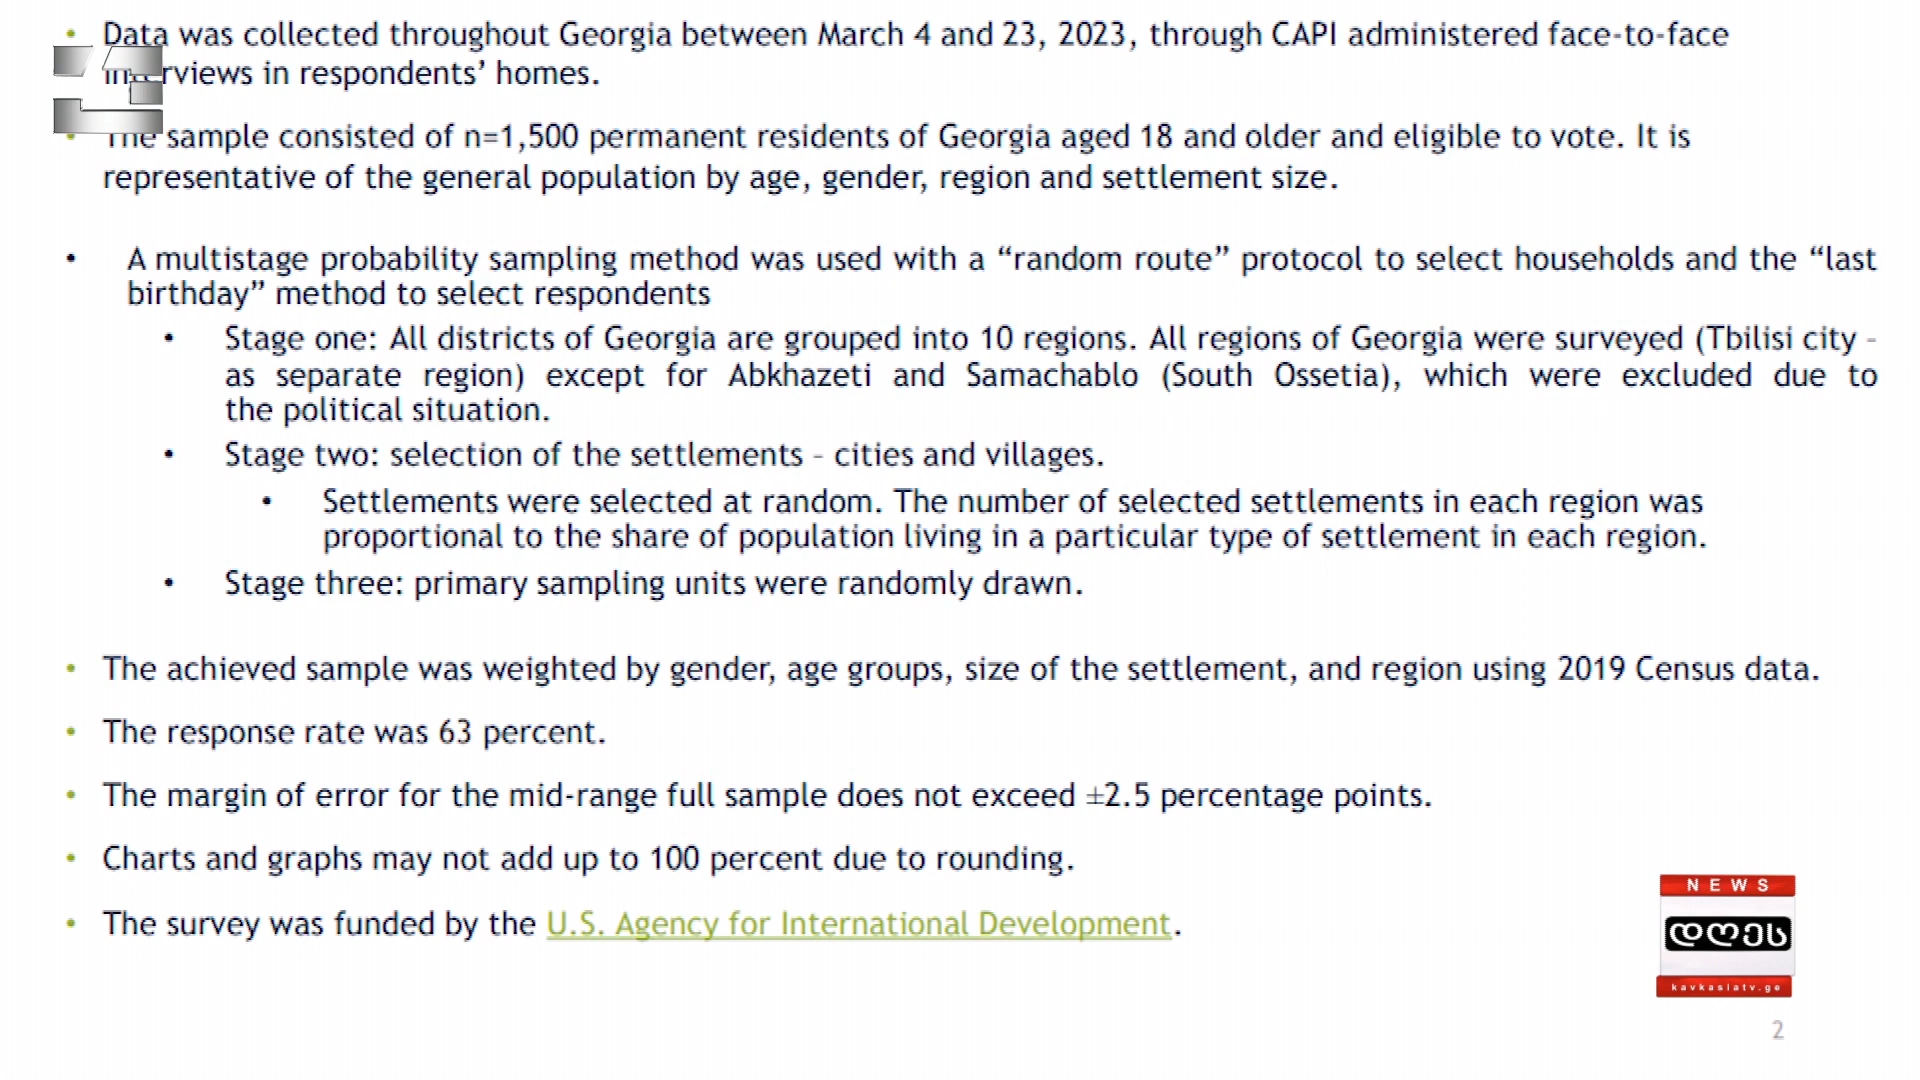 • Data was collected throughout Georgia between March 4 and 23, 2023, through CAPI administered face-to-face
interviews in respondents’ homes.
• The sample consisted of n=1,500 permanent residents of Georgia aged 18 and older and eligible to vote. It is
representative of the general population by age, gender, region and settlement size.
• A multistage probability sampling method was used with a “random route” protocol to select households and the “last
birthday” method to select respondents
• Stage one: All districts of Georgia are grouped into 10 regions. All regions of Georgia were surveyed (Tbilisi city –
as separate region) except for Abkhazeti and Samachablo (South Ossetia), which were excluded due to
the political situation.
• Stage two: selection of the settlements – cities and villages.
• Settlements were selected at random. The number of selected settlements in each region was
proportional to the share of population living in a particular type of settlement in each region.
• Stage three: primary sampling units were randomly drawn.
• The achieved sample was weighted by gender, age groups, size of the settlement, and region using 2019 Census data.
• The response rate was 63 percent.
• The margin of error for the mid-range full sample does not exceed ±2.5 percentage points.
• Charts and graphs may not add up to 100 percent due to rounding.
• The survey was funded by the U.S. Agency for International Development.
NEWS
დღეს
kavkasiatv.ge
2